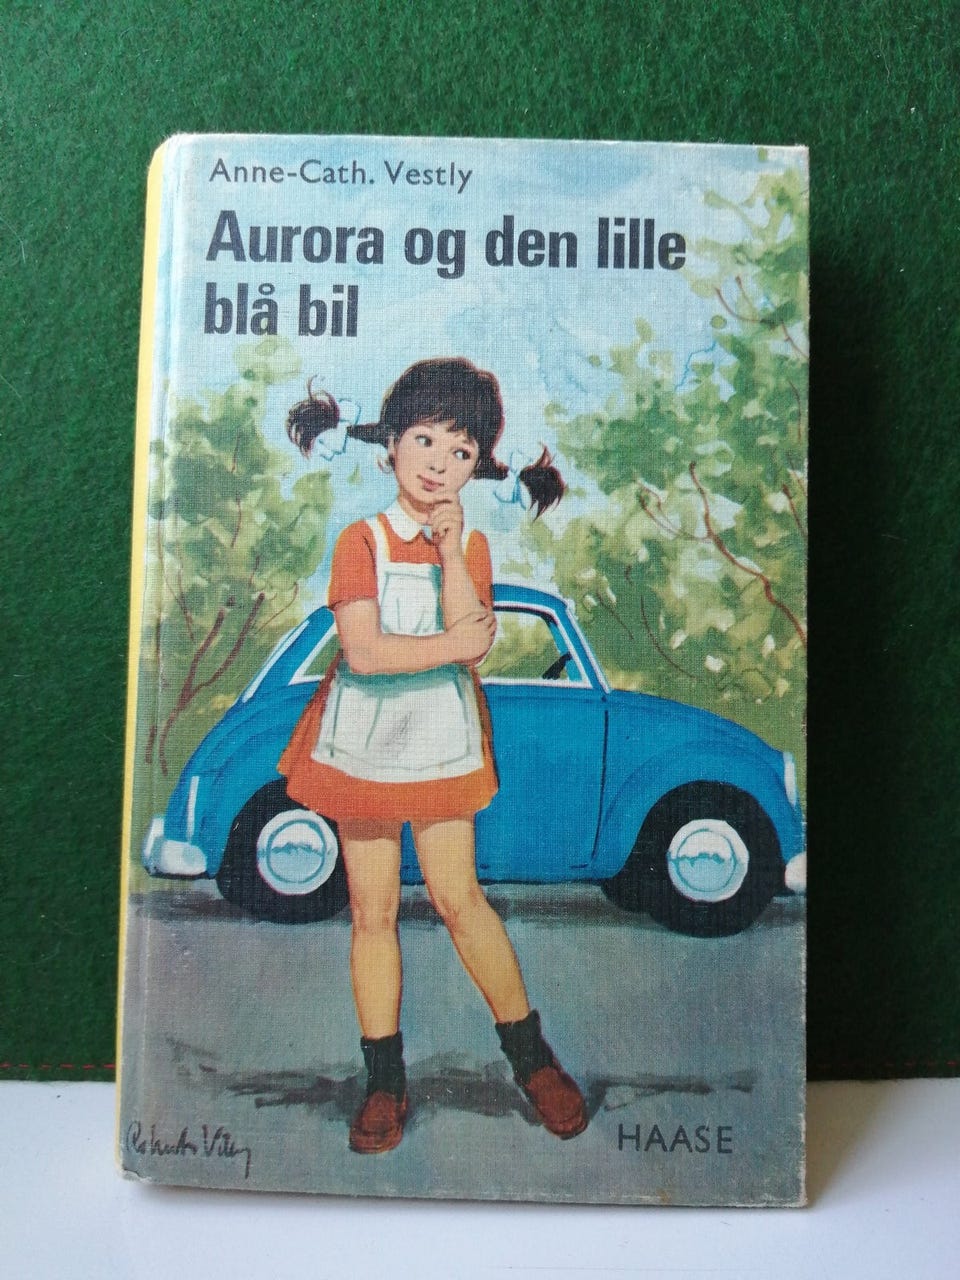 Anne-Cath. Vestly
Aurora og den lille
blå bil
HAASE